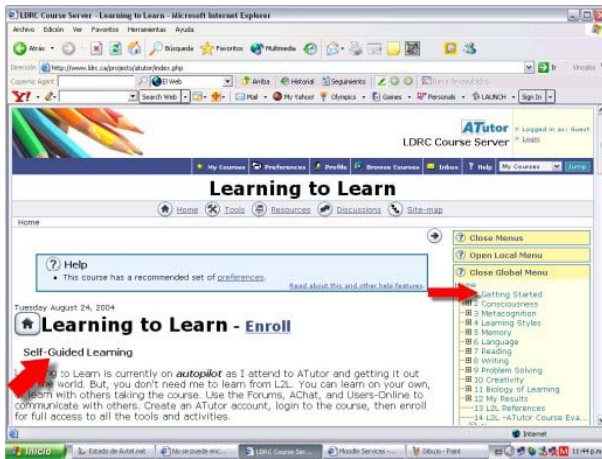 LDRC Course Server - Learning to Learn - Microsoft Internet Explorer
Archivo Edición Ver Favoritos Herramientas Ayuda
Atrás Búsqueda Favoritos Multimedia
Dirección http://www.ldrc.ca/projects/atutor/index.php Ir Vínculos
Copernic Agent El Web Arriba Historial Seguimiento
Y! Search Web Mail My Yahoo! Olympics Games Personals LAUNCH Sign In
ATutor Logged in as: Guest
LDRC Course Server Login
My Courses Preferences Profile Browse Courses Inbox Help My Courses Jump
Learning to Learn
Home Tools Resources Discussions Site-map
Home
Close Menus
Open Local Menu
Close Global Menu
Help
This course has a recommended set of preferences.
Read about this and other help features.
Home
Getting Started
2 Consciousness
3 Metacognition
4 Learning Styles
5 Memory
6 Language
7 Reading
8 Writing
9 Problem Solving
10 Creativity
11 Biology of Learning
12 My Results
13 L2L References
14 L2L -ATutor Course Eva...
Tuesday August 24, 2004
Learning to Learn - Enroll
Self-Guided Learning
to Learn is currently on autopilot as I attend to ATutor and getting it out
the world. But, you don't need me to learn from L2L. You can learn on your own,
learn with others taking the course. Use the Forums, AChat, and Users-Online to
communicate with others. Create an ATutor account, login to the course, then enroll
for full access to all the tools and activities.
Internet
Inicio Estado de Axtel.net No se puede enc... LDRC Course Ser... Moodle Services -... Dibujo - Paint 11:44 p.m.